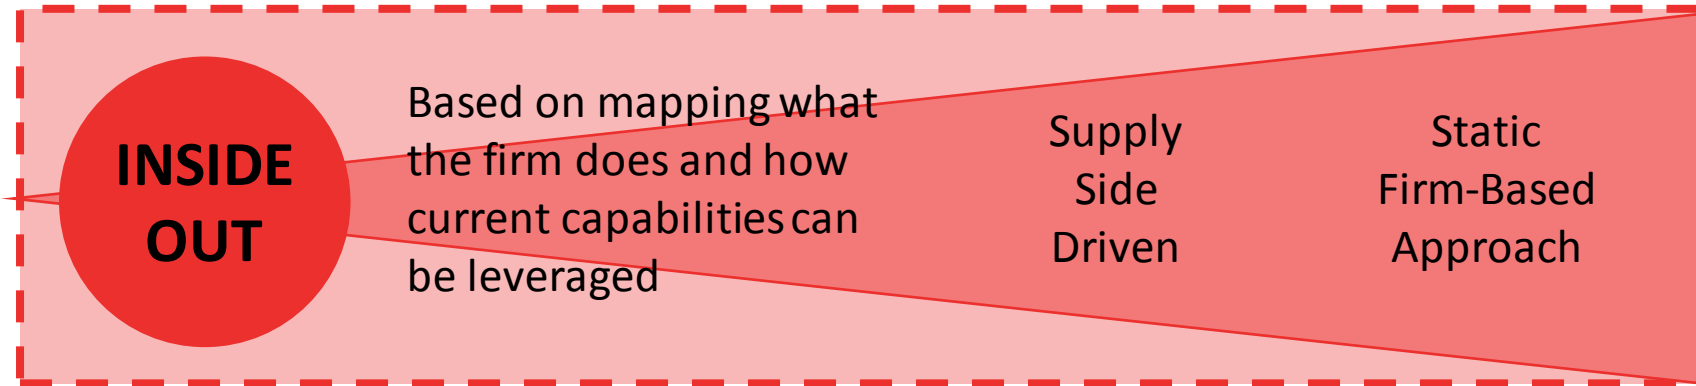 INSIDE
OUT
Based on mapping what
the firm does and how
current capabilities can
be leveraged
Supply
Side
Driven
Static
Firm-Based
Approach